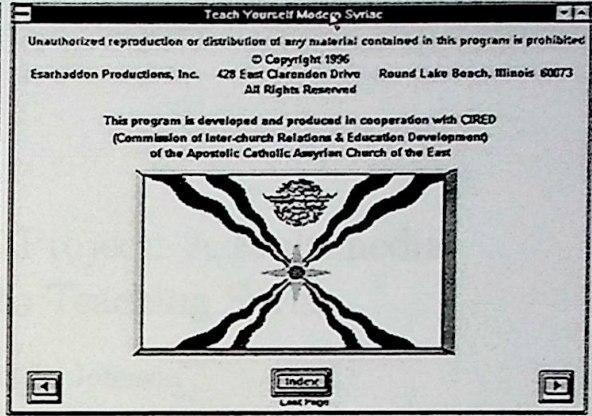 Teach Yourself Modern Syriac
Unauthorized reproduction or distribution of any material contained in this program is prohibited
© Copyright 1996
Esarhaddon Productions, Inc. 428 East Clarendon Drive Round Lake Beach, Illinois 60073
All Rights Reserved
This program is developed and produced in cooperation with CIRED
(Commission of Inter-church Relations & Education Development)
of the Apostolic Catholic Assyrian Church of the East
Index
Last Page